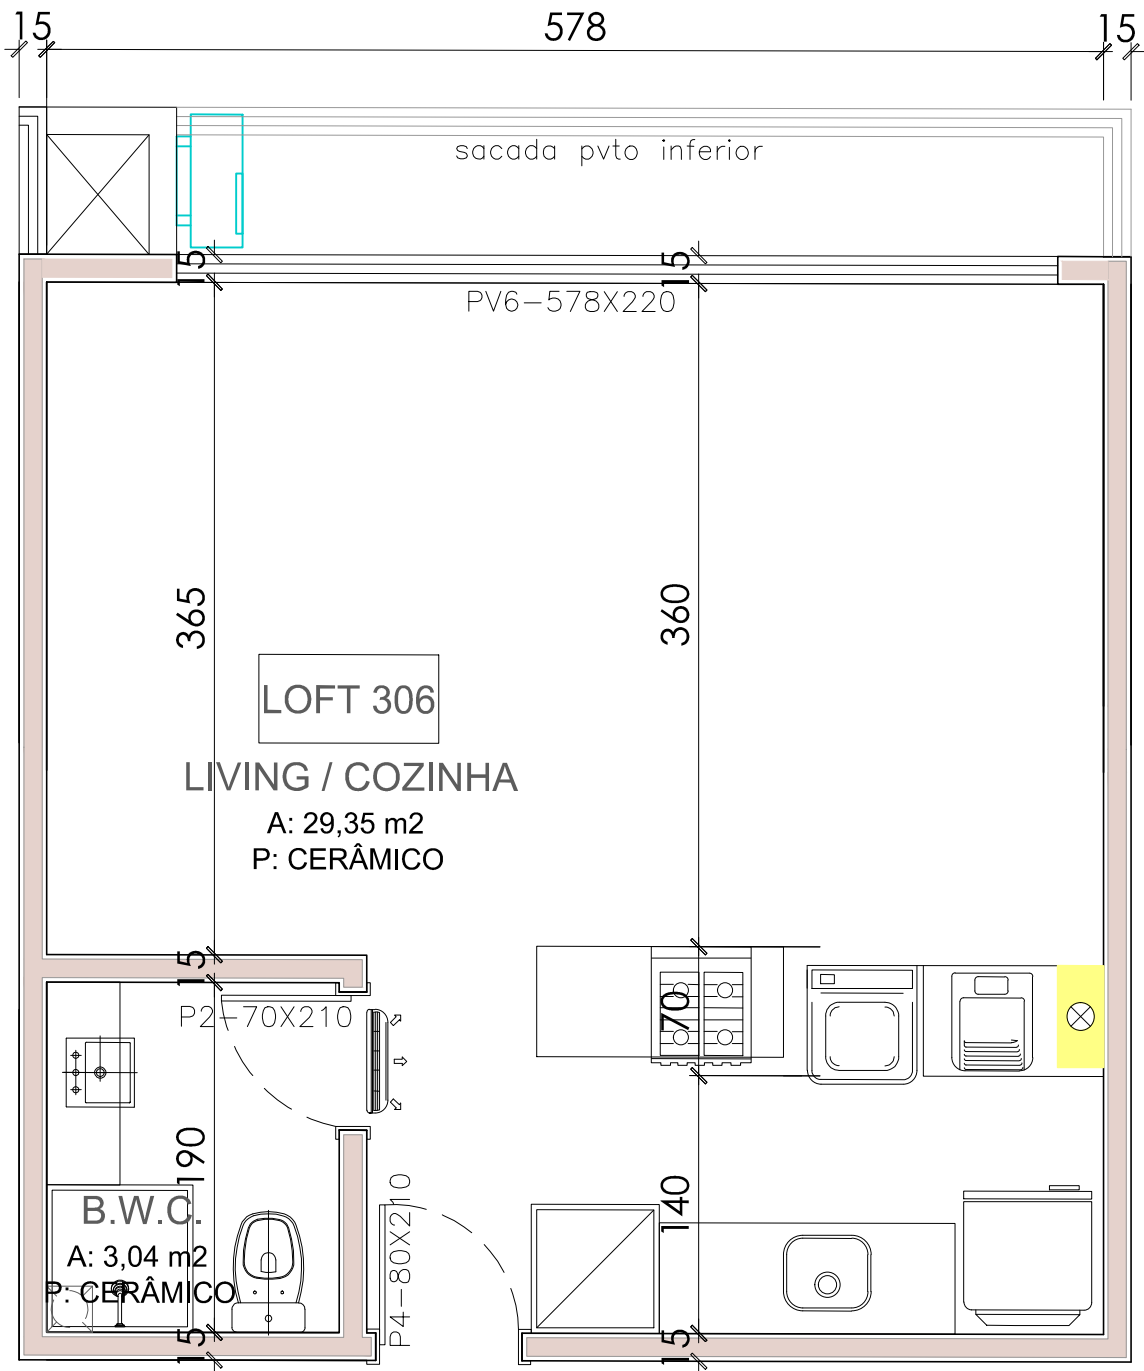 15 578 15
sacada pvto inferior
15 15
PV6-578X220
365 360
LOFT 306
LIVING / COZINHA
A: 29,35 m2
P: CERÂMICO
15
P2-70X210 70
190
140
P4-80X210
B.W.C.
A: 3,04 m2
P: CERÂMICO
15 15